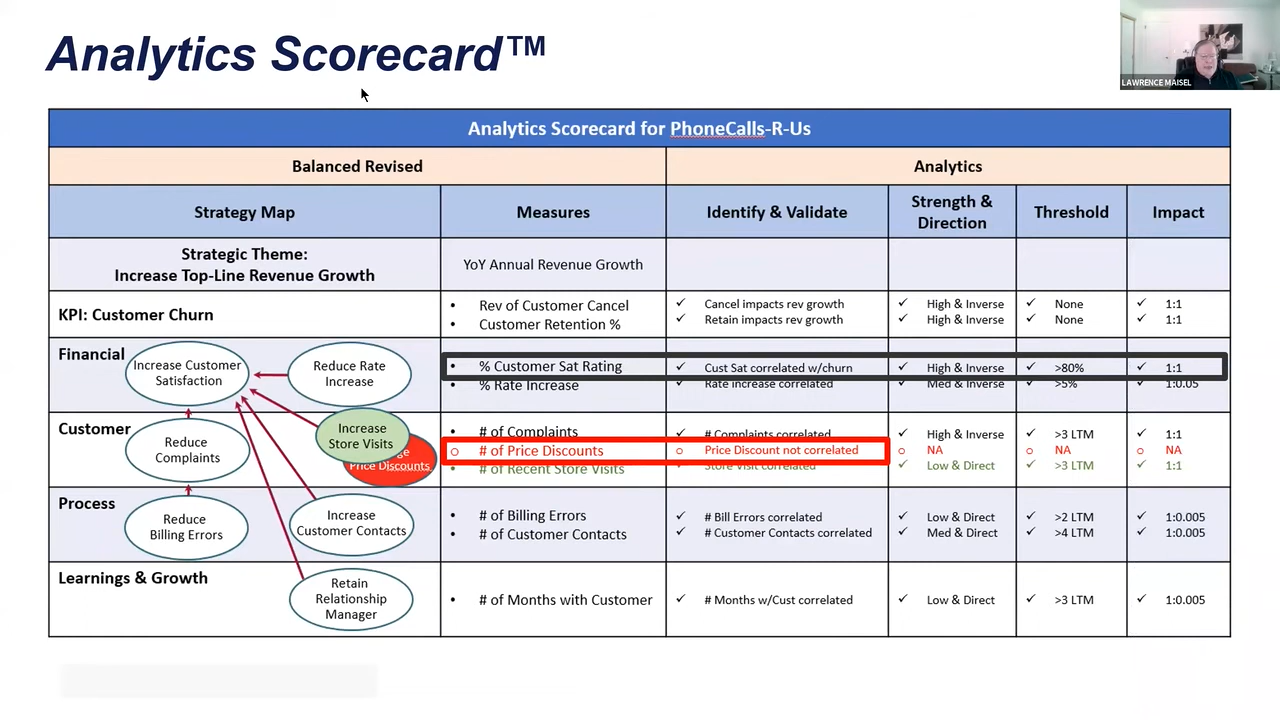 Analytics Scorecard™
LAWRENCE MAISEL
Analytics Scorecard for PhoneCalls-R-Us
Balanced Revised
Analytics
Strategy Map
Measures
Identify & Validate
Strength &
Direction
Threshold
Impact
Strategic Theme:
Increase Top-Line Revenue Growth
YoY Annual Revenue Growth
KPI: Customer Churn
• Rev of Customer Cancel
• Customer Retention %
✓ Cancel impacts rev growth
✓ Retain impacts rev growth
✓ High & Inverse
✓ High & Inverse
✓ None
✓ None
✓ 1:1
✓ 1:1
Financial
Increase Customer
Satisfaction
Reduce Rate
Increase
• % Customer Sat Rating
• % Rate Increase
✓ Cust Sat correlated w/churn
✓ Rate increase correlated
✓ High & Inverse
✓ Med & Inverse
✓ >80%
✓ >5%
✓ 1:1
✓ 1:0.05
Customer
Reduce
Complaints
Increase
Store Visits
Price Discounts
• # of Complaints
○ # of Price Discounts
• # of Recent Store Visits
✓ # Complaints correlated
○ Price Discount not correlated
✓ Store Visit correlated
✓ High & Inverse
○ NA
✓ Low & Direct
✓ >3 LTM
○ NA
✓ >3 LTM
✓ 1:1
○ NA
✓ 1:1
Process
Reduce
Billing Errors
Increase
Customer Contacts
• # of Billing Errors
• # of Customer Contacts
✓ # Bill Errors correlated
✓ # Customer Contacts correlated
✓ Low & Direct
✓ Med & Direct
✓ >2 LTM
✓ >4 LTM
✓ 1:0.005
✓ 1:0.005
Learnings & Growth
Retain
Relationship
Manager
• # of Months with Customer
✓ # Months w/Cust correlated
✓ Low & Direct
✓ >3 LTM
✓ 1:0.005